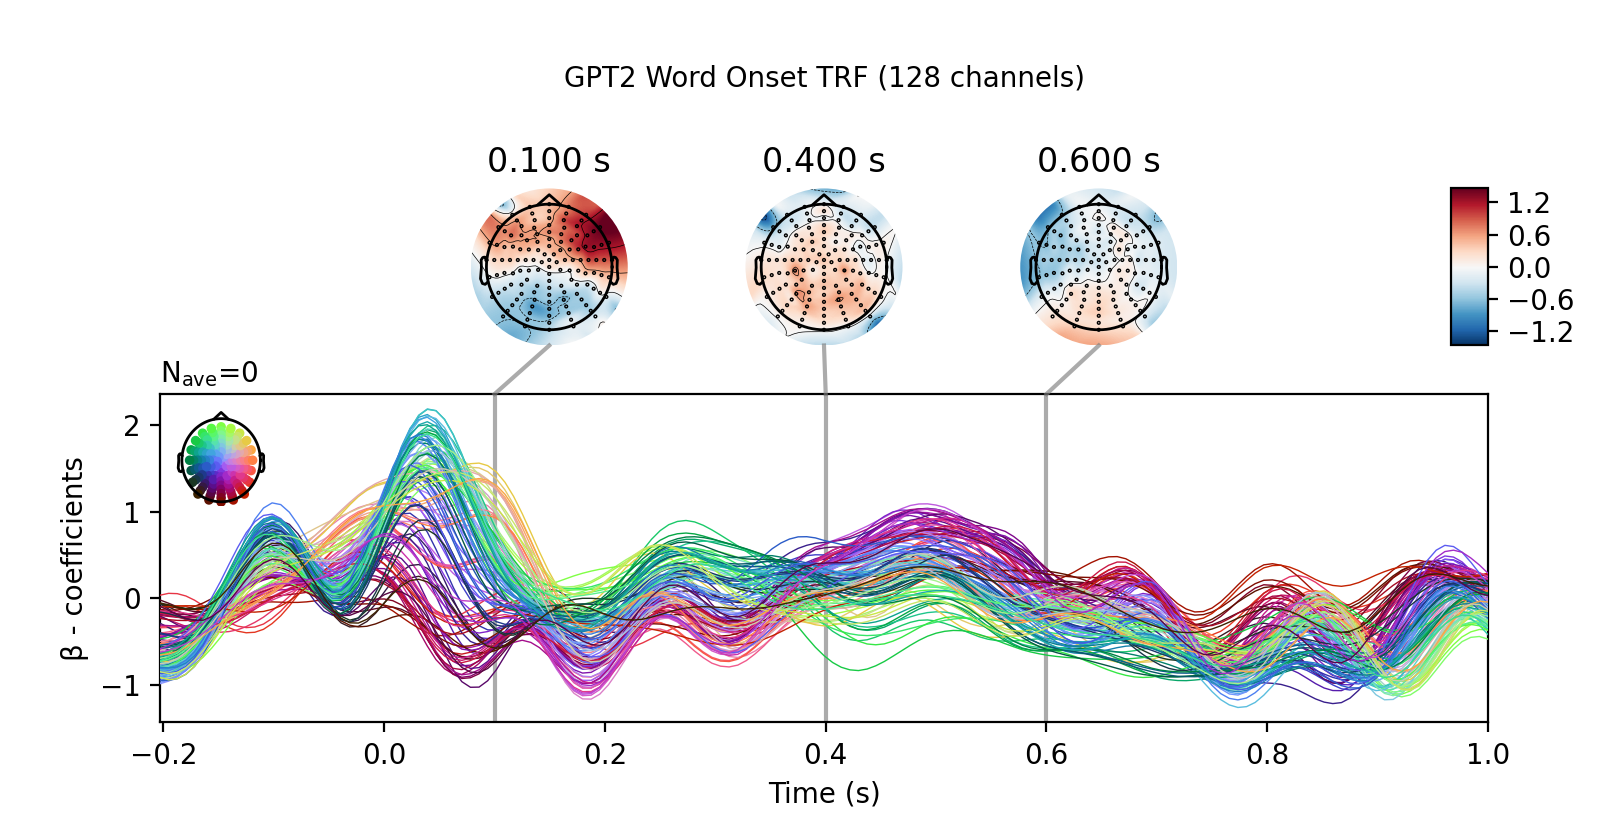 GPT2 Word Onset TRF (128 channels)
0.100 s
0.400 s
0.600 s
1.2
0.6
0.0
−0.6
−1.2
Nave=0
2
1
0
−1
β - coefficients
−0.2
0.0
0.2
0.4
0.6
0.8
1.0
Time (s)